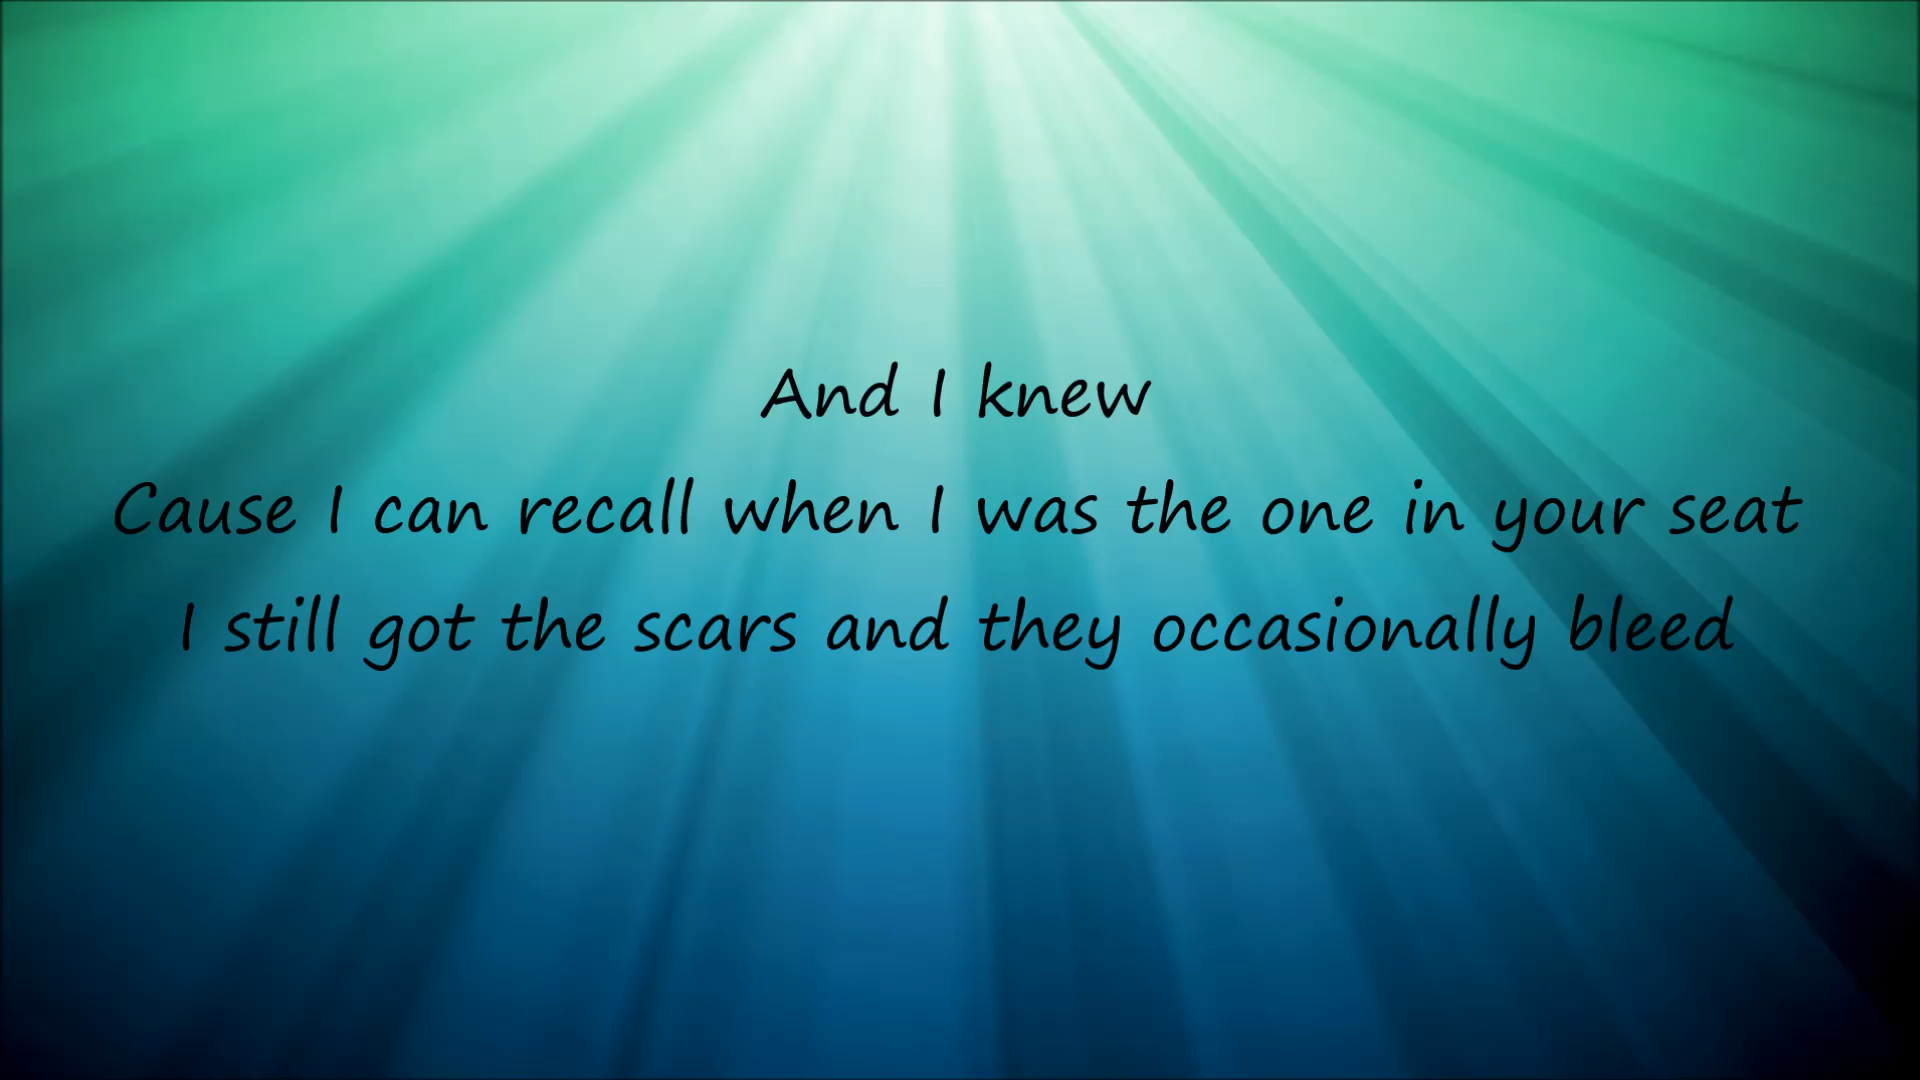 And I knew
Cause I can recall when I was the one in your seat
I still got the scars and they occasionally bleed